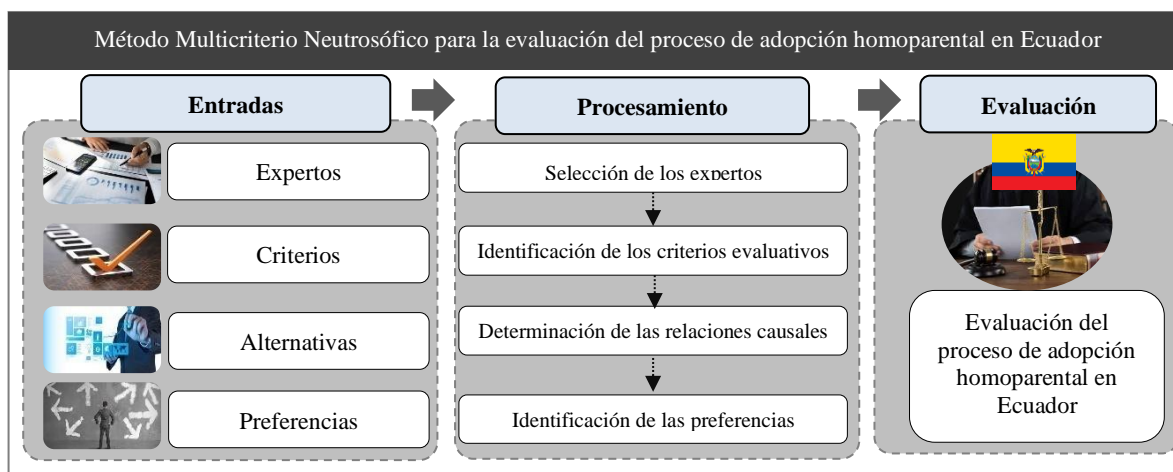 Método Multicriterio Neutrosófico para la evaluación del proceso de adopción homoparental en Ecuador
Entradas
Expertos
Criterios
Alternativas
Preferencias
Procesamiento
Selección de los expertos
Identificación de los criterios evaluativos
Determinación de las relaciones causales
Identificación de las preferencias
Evaluación
Evaluación del
proceso de adopción
homoparental en
Ecuador